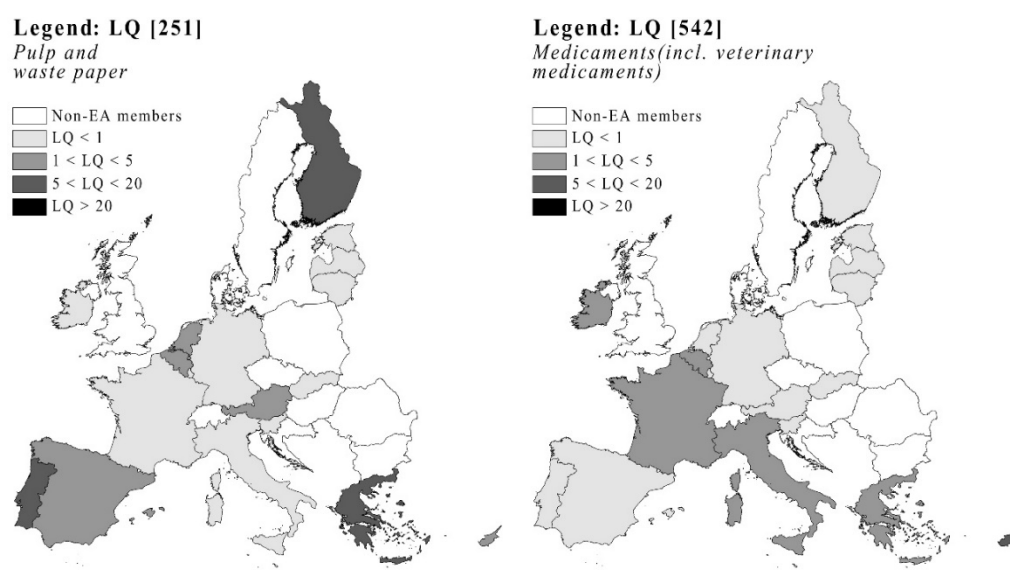 Legend: LQ [251]
Pulp and
waste paper
Non-EA members
LQ < 1
1 < LQ < 5
5 < LQ < 20
LQ > 20
Legend: LQ [542]
Medicaments(incl. veterinary
medicaments)
Non-EA members
LQ < 1
1 < LQ < 5
5 < LQ < 20
LQ > 20